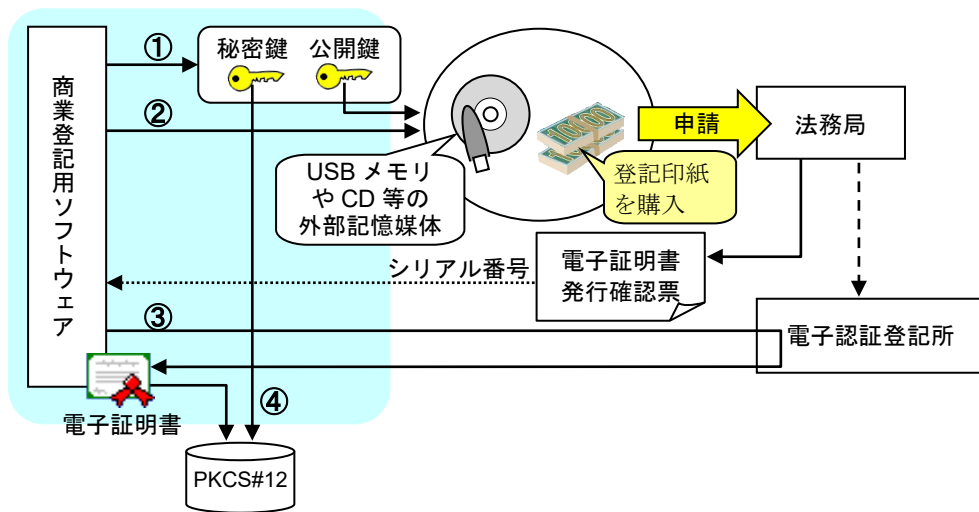 商業登記用ソフトウェア
①
秘密鍵
公開鍵
②
USB メモリ
や CD 等の
外部記憶媒体
登記印紙
を購入
申請
法務局
シリアル番号
電子証明書
発行確認票
③
電子認証登記所
電子証明書
④
PKCS#12